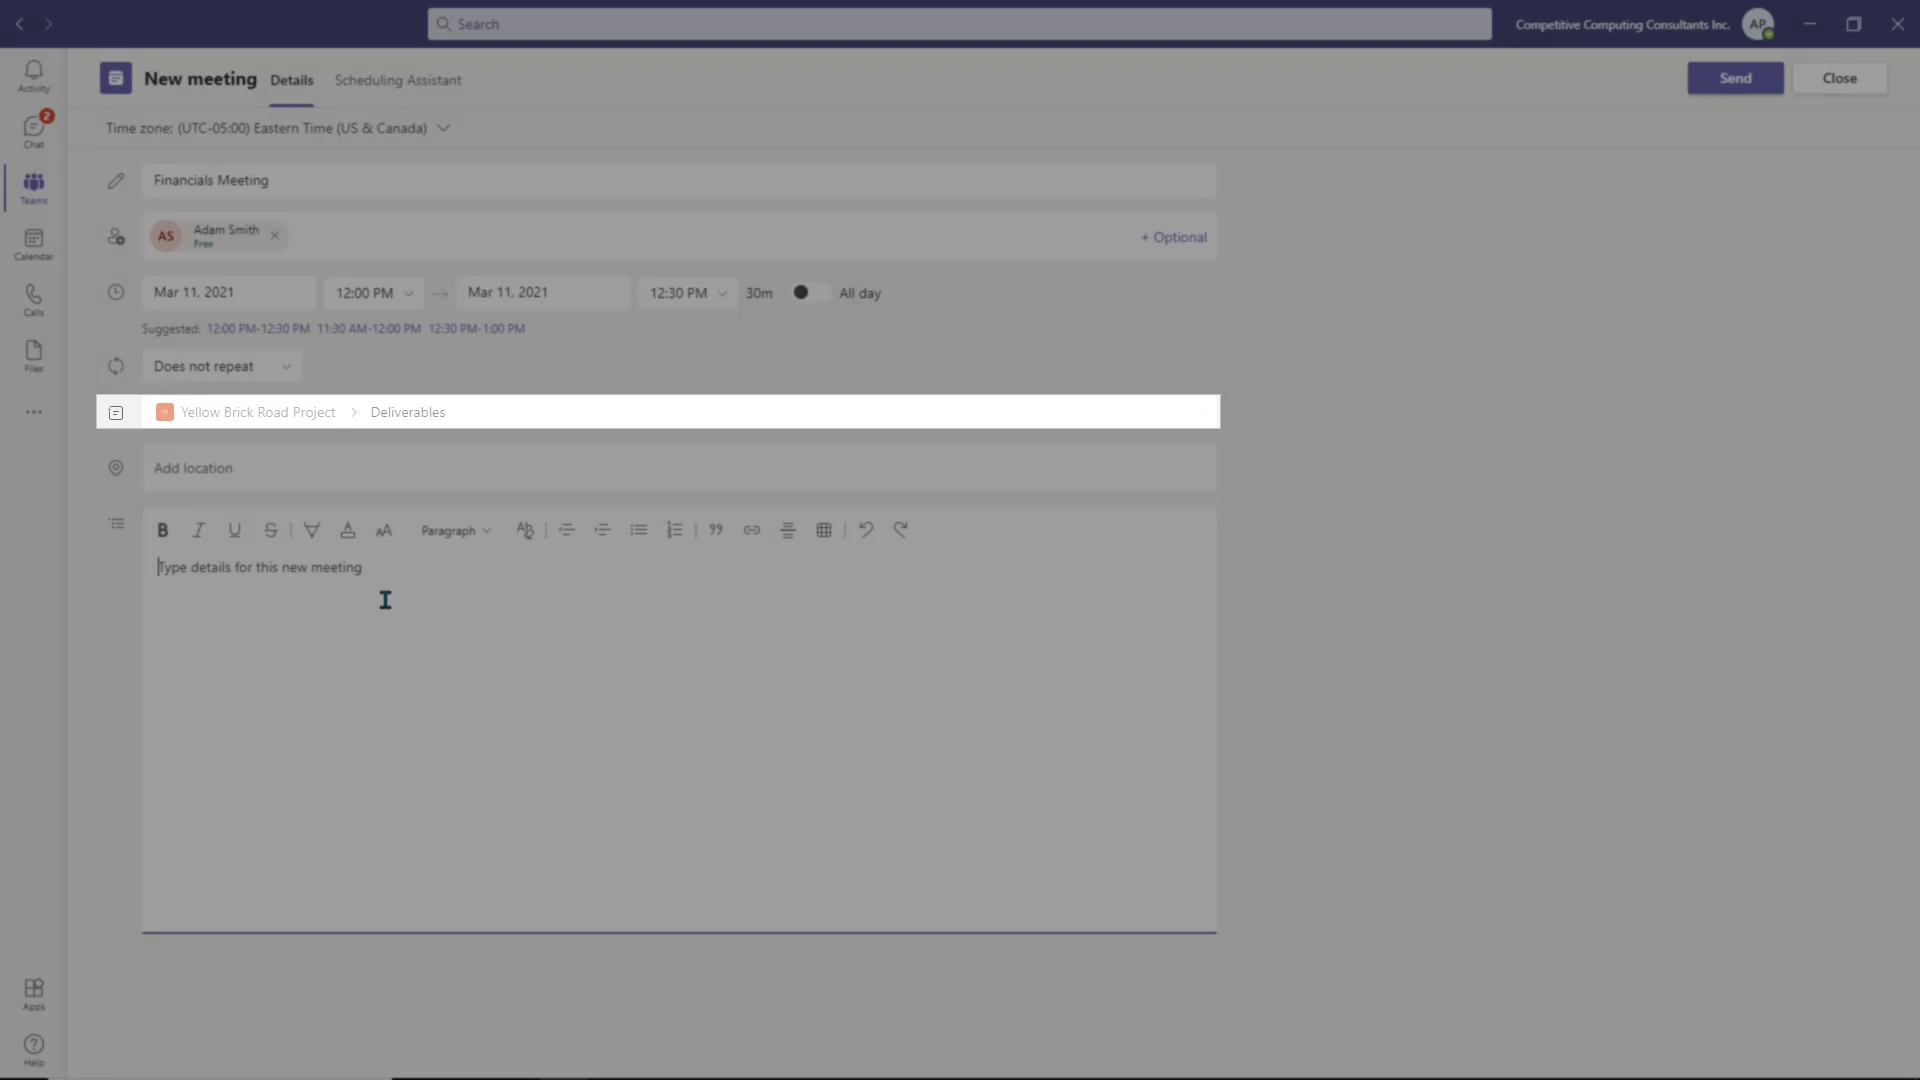 Search
Competitive Computing Consultants Inc.
AP
Activity
2
Chat
Teams
Calendar
Calls
Files
Apps
Help
New meeting
Details
Scheduling Assistant
Send
Close
Time zone: (UTC-05:00) Eastern Time (US & Canada)
Financials Meeting
AS
Adam Smith
Free
+ Optional
Mar 11, 2021
12:00 PM
Mar 11, 2021
12:30 PM
30m
All day
Suggested: 12:00 PM-12:30 PM 11:30 AM-12:00 PM 12:30 PM-1:00 PM
Does not repeat
Yellow Brick Road Project > Deliverables
Add location
Paragraph
Type details for this new meeting